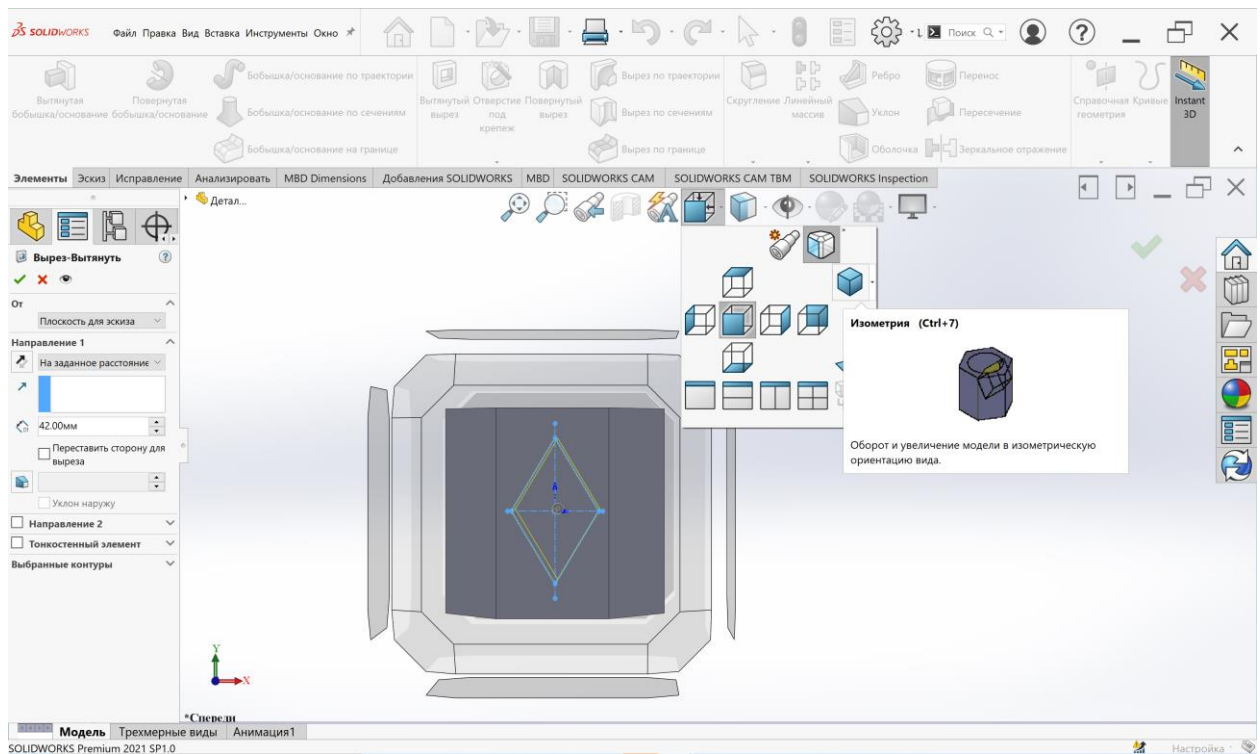 SOLIDWORKS Файл Правка Вид Вставка Инструменты Окно Поиск
Вытянутая бобышка/основание
Повернутая бобышка/основание
Бобышка/основание по траектории
Бобышка/основание по сечениям
Бобышка/основание на границе
Вытянутый вырез
Отверстие под крепеж
Повернутый вырез
Вырез по траектории
Вырез по сечениям
Вырез по границе
Скругление
Линейный массив
Ребро
Уклон
Оболочка
Перенос
Пересечение
Зеркальное отражение
Справочная геометрия
Кривые
Instant 3D
Элементы Эскиз Исправление Анализировать MBD Dimensions Добавления SOLIDWORKS MBD SOLIDWORKS CAM SOLIDWORKS CAM TBM SOLIDWORKS Inspection
Детал...
Вырез-Вытянуть
От
Плоскость для эскиза
Направление 1
На заданное расстояние
42.00мм
Переставить сторону для
выреза
Уклон наружу
Направление 2
Тонкостенный элемент
Выбранные контуры
Изометрия (Ctrl+7)
Оборот и увеличение модели в изометрическую
ориентацию вида.
Y
X
*Спереди
Модель Трехмерные виды Анимация1
SOLIDWORKS Premium 2021 SP1.0 Настройка